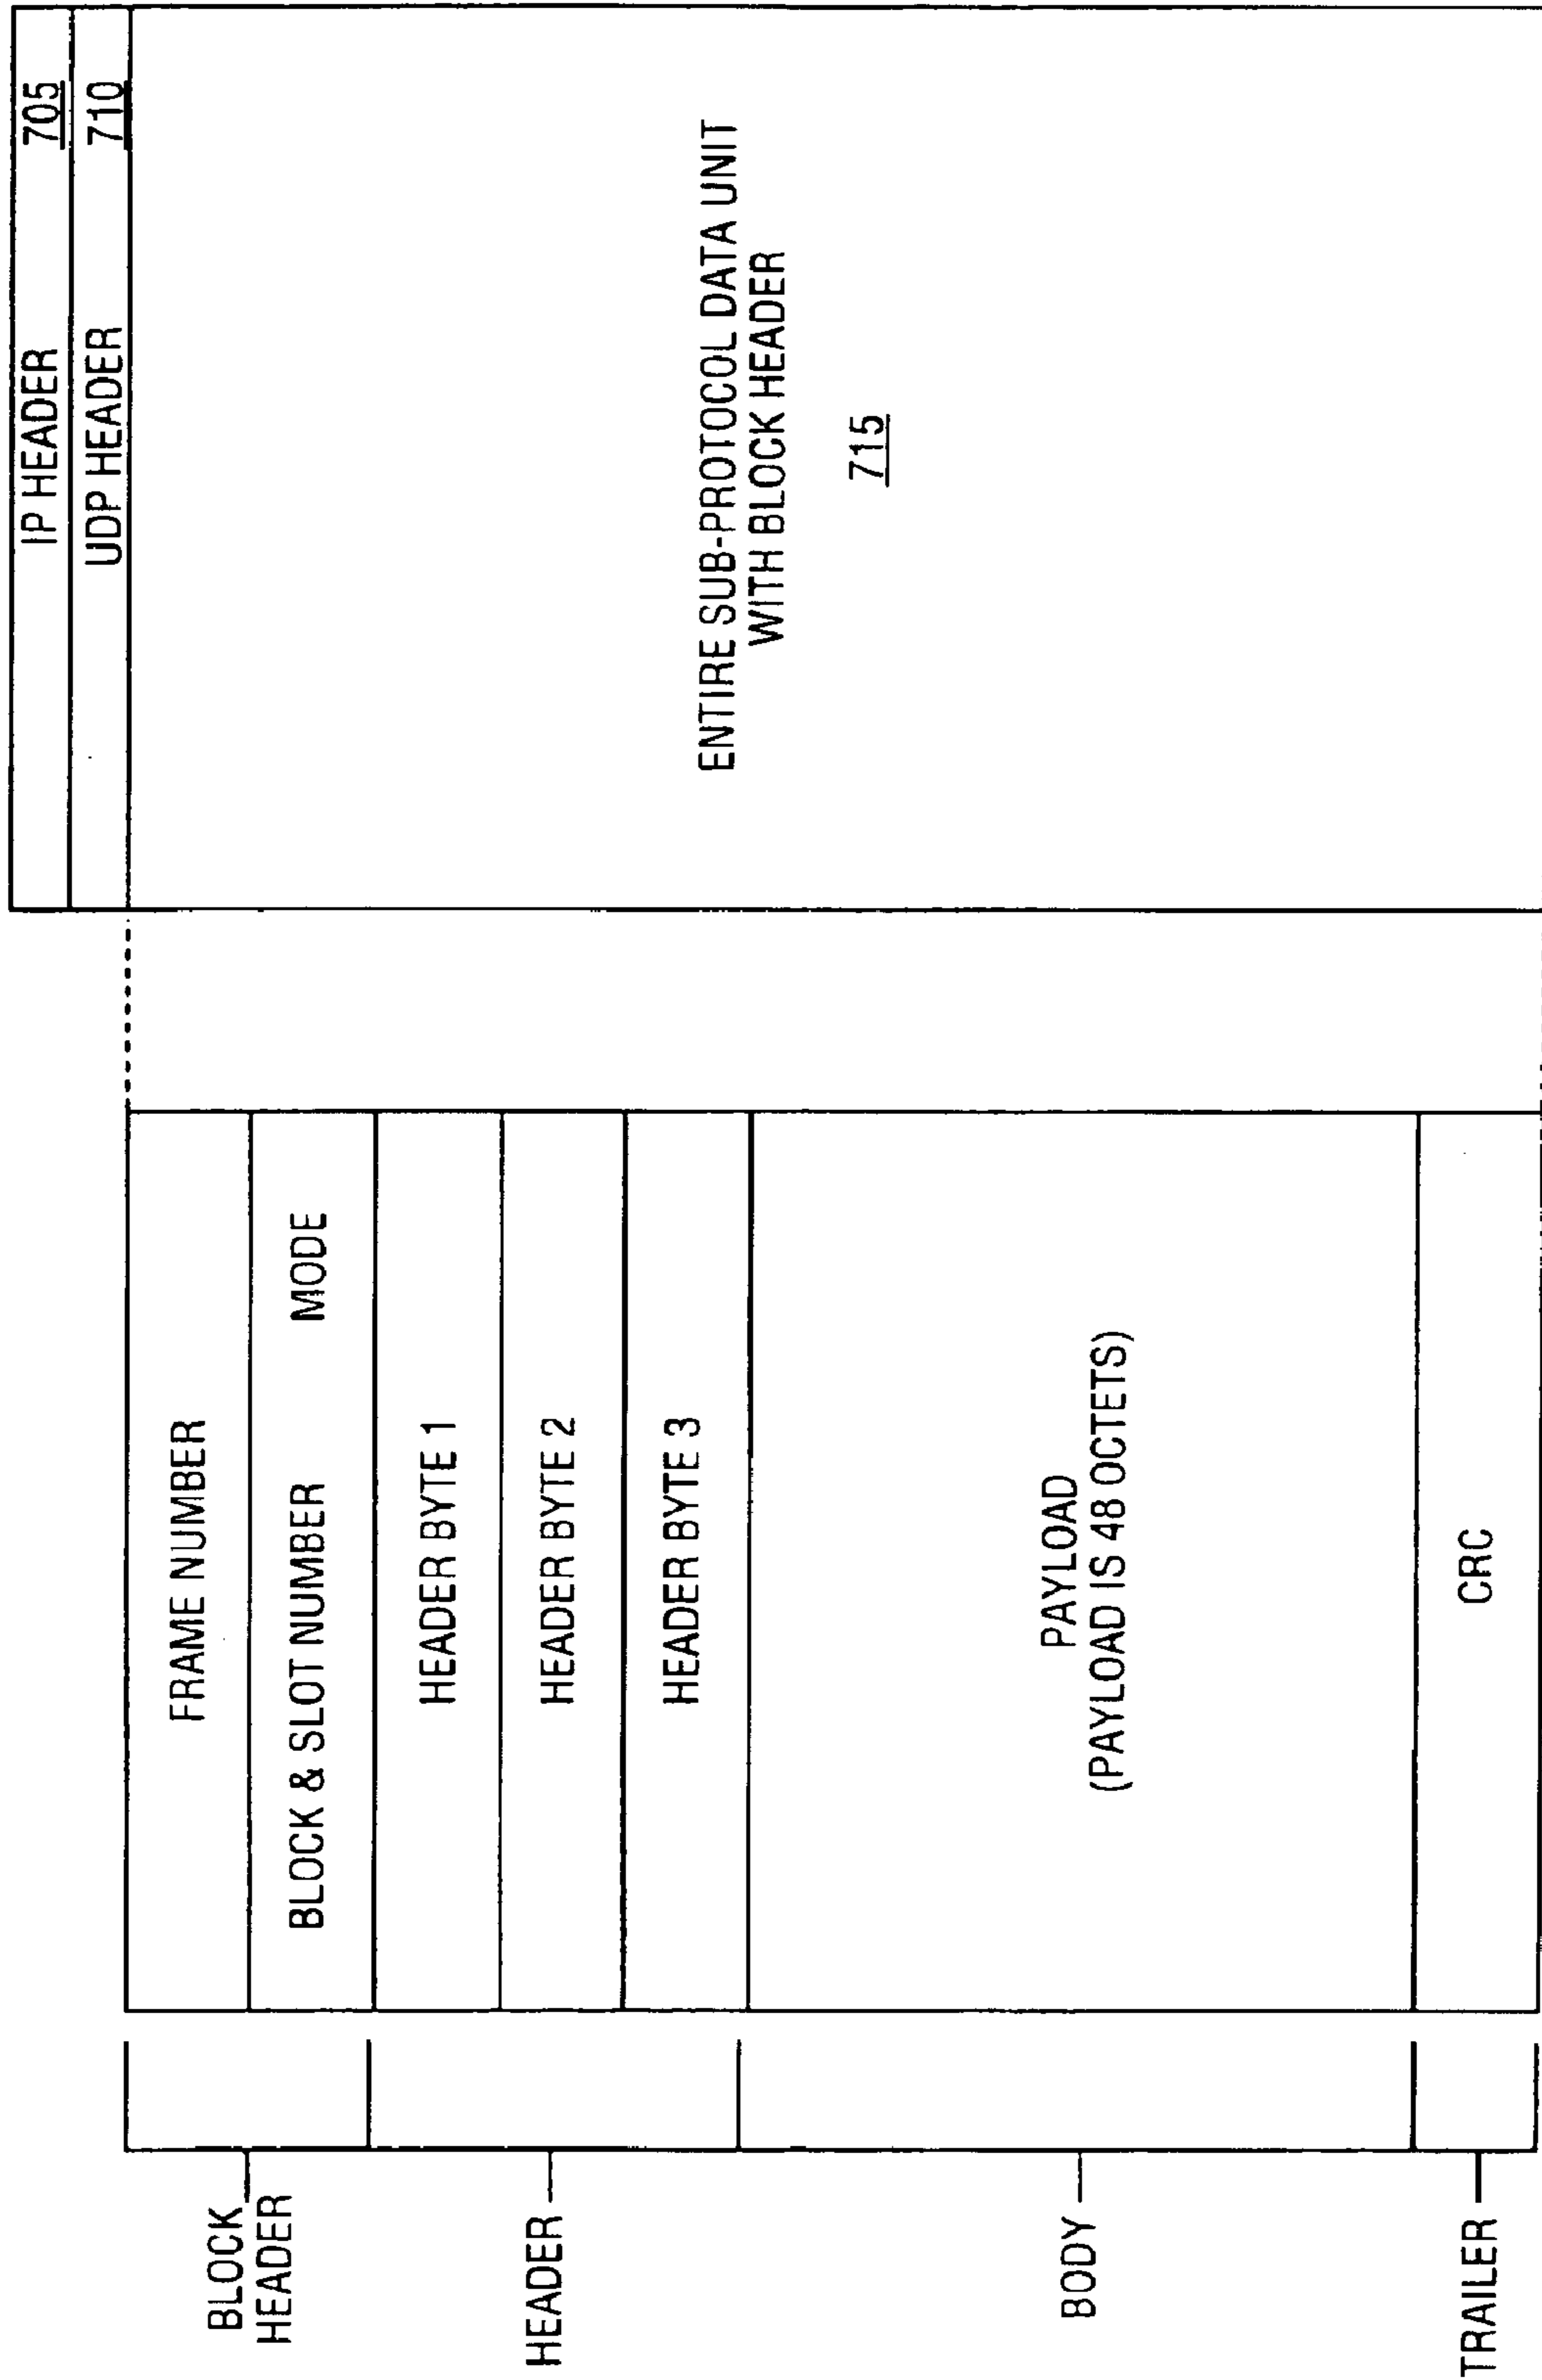 BLOCK
HEADER
HEADER
BODY
TRAILER
FRAME NUMBER
BLOCK & SLOT NUMBER MODE
HEADER BYTE 1
HEADER BYTE 2
HEADER BYTE 3
PAYLOAD
(PAYLOAD IS 48 OCTETS)
CRC
IP HEADER 705
UDP HEADER 710
ENTIRE SUB-PROTOCOL DATA UNIT
WITH BLOCK HEADER
715